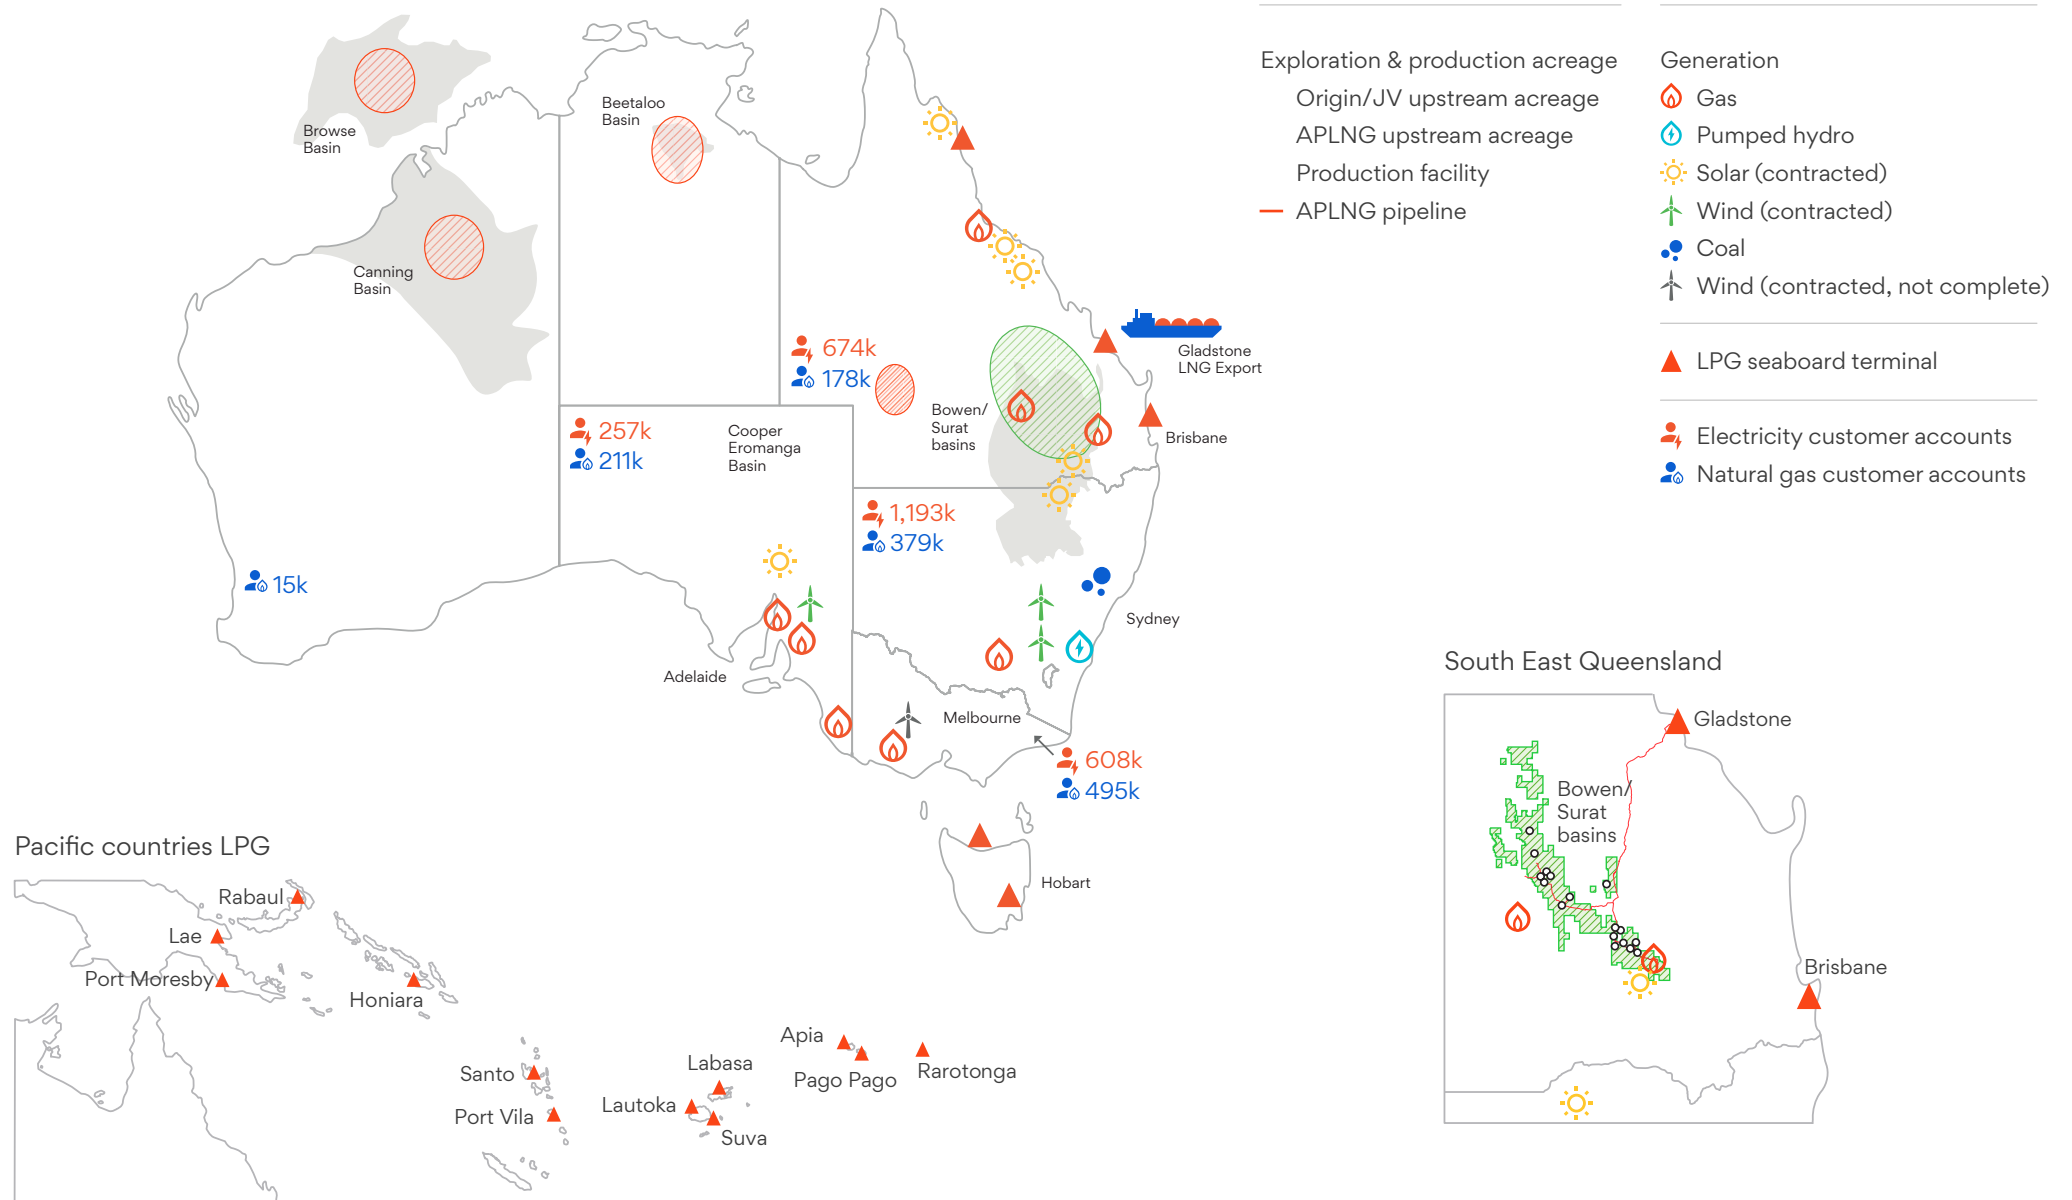 Browse
Basin
Beetaloo
Basin
Canning
Basin
674k
178k
257k
211k
Cooper
Eromanga
Basin
Bowen/
Surat
basins
Gladstone
LNG Export
Brisbane
1,193k
379k
15k
Sydney
Adelaide
Melbourne
608k
495k
Hobart
Exploration & production acreage
Origin/JV upstream acreage
APLNG upstream acreage
Production facility
APLNG pipeline
Generation
Gas
Pumped hydro
Solar (contracted)
Wind (contracted)
Coal
Wind (contracted, not complete)
LPG seaboard terminal
Electricity customer accounts
Natural gas customer accounts
South East Queensland
Gladstone
Bowen/
Surat
basins
Brisbane
Pacific countries LPG
Rabaul
Lae
Port Moresby
Honiara
Santo
Port Vila
Labasa
Lautoka
Suva
Apia
Pago Pago
Rarotonga